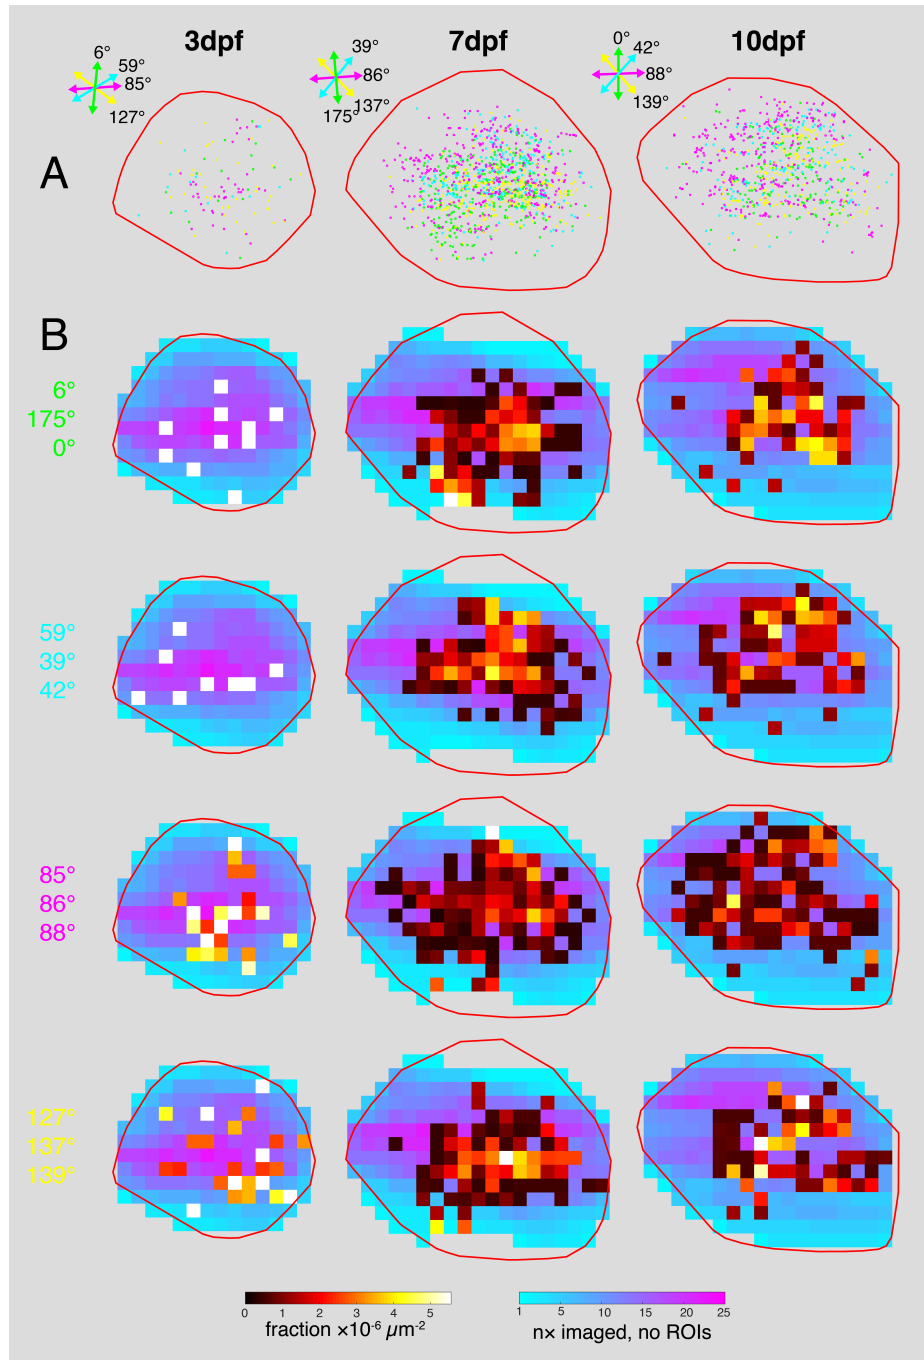 3dpf 7dpf 10dpf
6° 59° 85° 127°
39° 86° 137° 175°
0° 42° 88° 139°
A
B
6°
175°
0°
59°
39°
42°
85°
86°
88°
127°
137°
139°
0 1 2 3 4 5
fraction ×10-6 µm-2
1 5 10 15 20 25
n× imaged, no ROIs